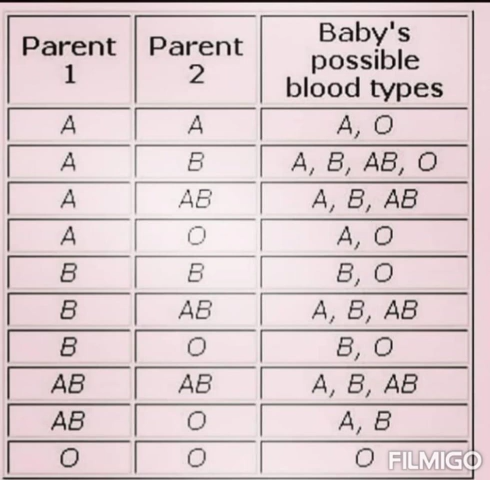 Parent 1 Parent 2 Baby's possible blood types
A A A, O
A B A, B, AB, O
A AB A, B, AB
A O A, O
B B B, O
B AB A, B, AB
B O B, O
AB AB A, B, AB
AB O A, B
O O O
FILMIGO